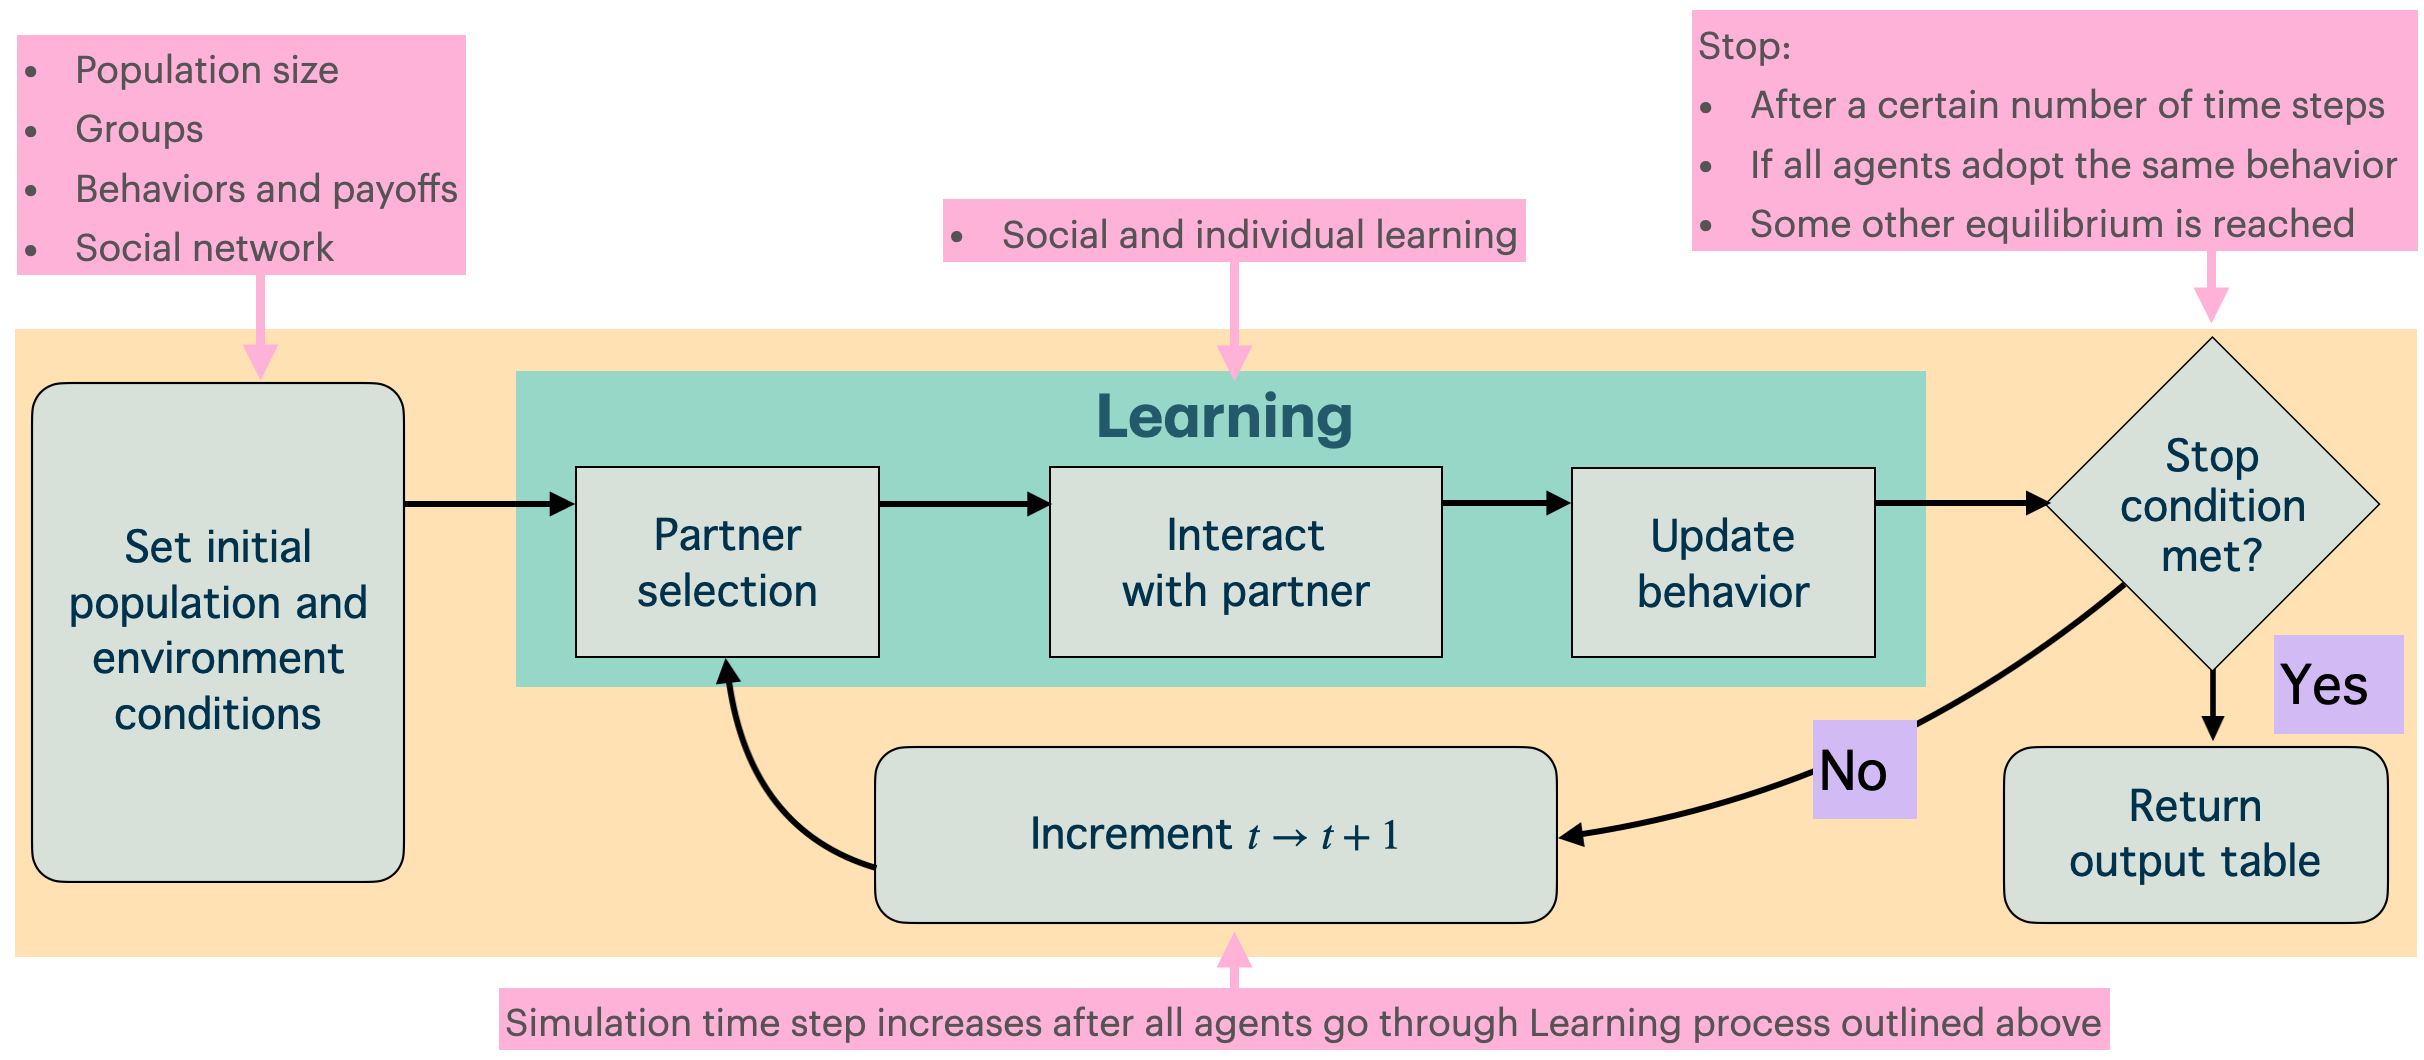 • Population size
• Groups
• Behaviors and payoffs
• Social network
• Social and individual learning
Stop:
• After a certain number of time steps
• If all agents adopt the same behavior
• Some other equilibrium is reached
Set initial
population and
environment
conditions
Learning
Partner
selection
Interact
with partner
Update
behavior
Stop
condition
met?
Yes
No
Increment t → t + 1
Return
output table
Simulation time step increases after all agents go through Learning process outlined above